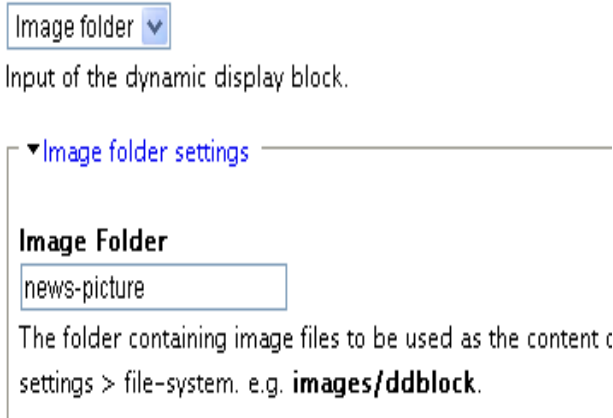 Image folder
Input of the dynamic display block.
Image folder settings
Image Folder
news-picture
The folder containing image files to be used as the content
settings > file-system. e.g. images/ddblock.